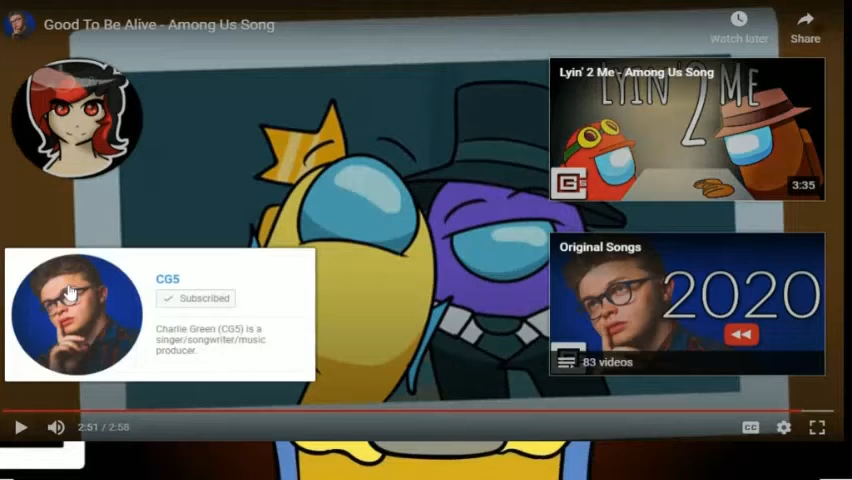 Good To Be Alive - Among Us Song
Watch later
Share
Lyin' 2 Me - Among Us Song
LYIN' 2 ME
3:35
CG5
Subscribed
Charlie Green (CG5) is a
singer/songwriter/music
producer.
Original Songs
2020
83 videos
2:51 / 2:58
CC